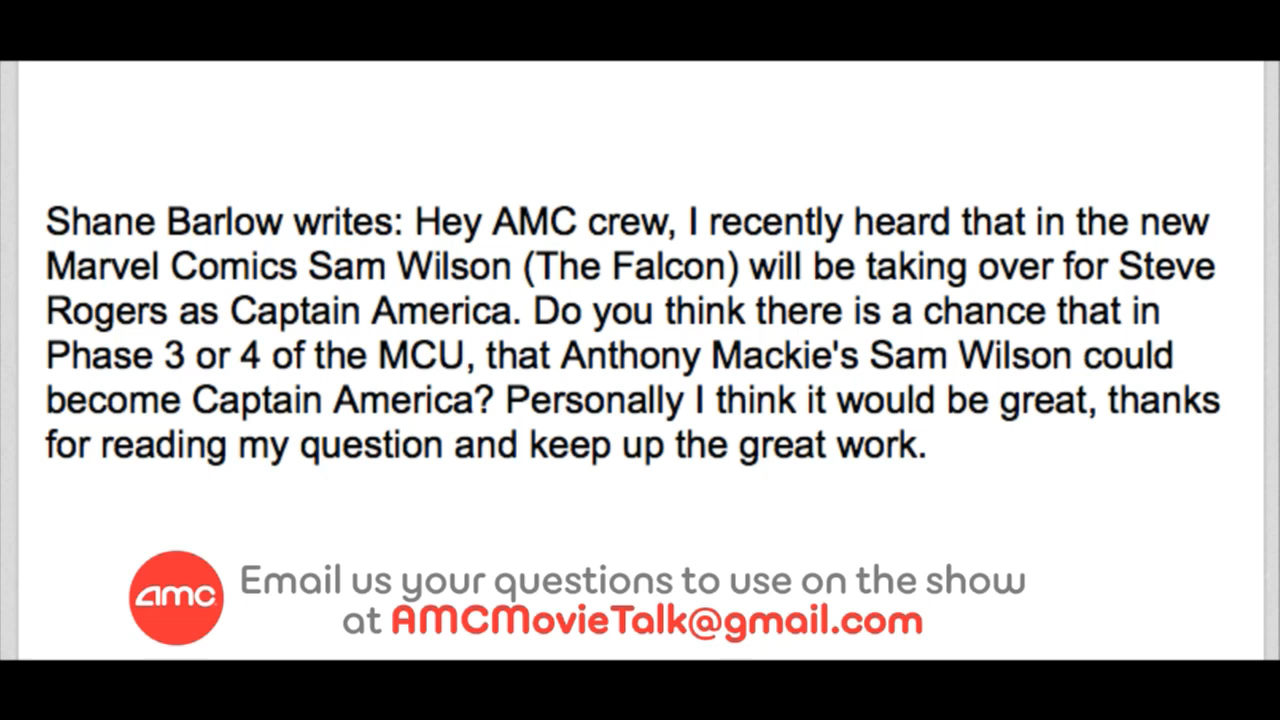 Shane Barlow writes: Hey AMC crew, I recently heard that in the new
Marvel Comics Sam Wilson (The Falcon) will be taking over for Steve
Rogers as Captain America. Do you think there is a chance that in
Phase 3 or 4 of the MCU, that Anthony Mackie's Sam Wilson could
become Captain America? Personally I think it would be great, thanks
for reading my question and keep up the great work.
amc
Email us your questions to use on the show
at AMCMovieTalk@gmail.com